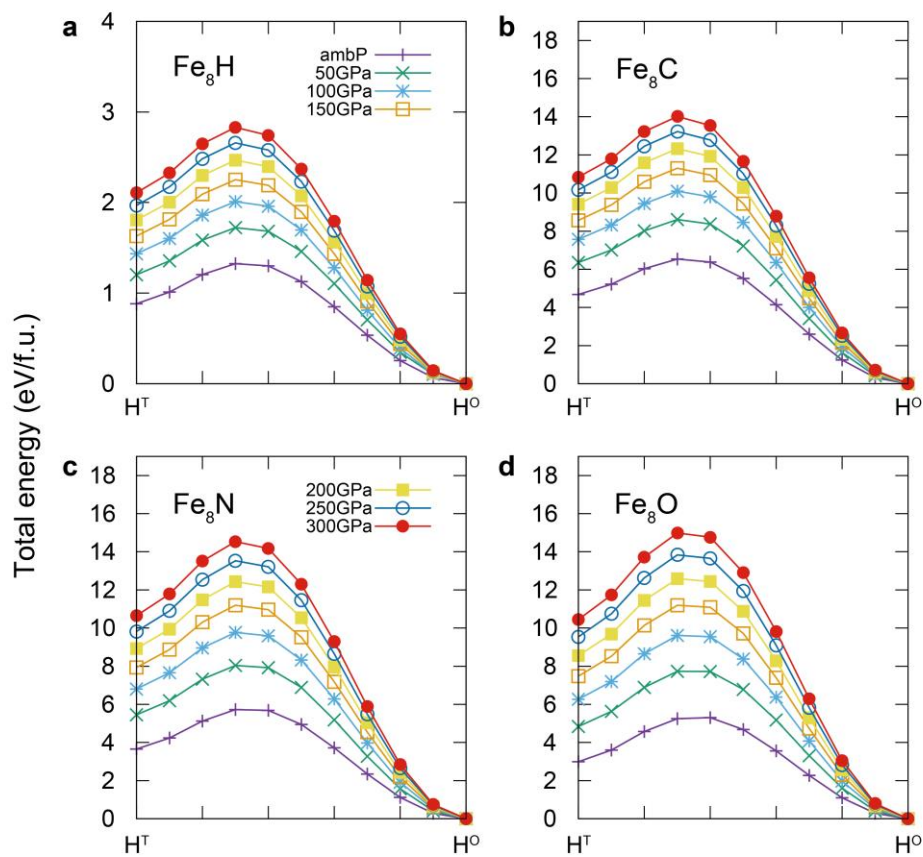 Total energy (eV/f.u.)
a
Fe₈H
ambP
50GPa
100GPa
150GPa
4
3
2
1
0
Hᵀ
Hᴼ
b
Fe₈C
18
16
14
12
10
8
6
4
2
0
Hᵀ
Hᴼ
c
Fe₈N
200GPa
250GPa
300GPa
18
16
14
12
10
8
6
4
2
0
Hᵀ
Hᴼ
d
Fe₈O
18
16
14
12
10
8
6
4
2
0
Hᵀ
Hᴼ